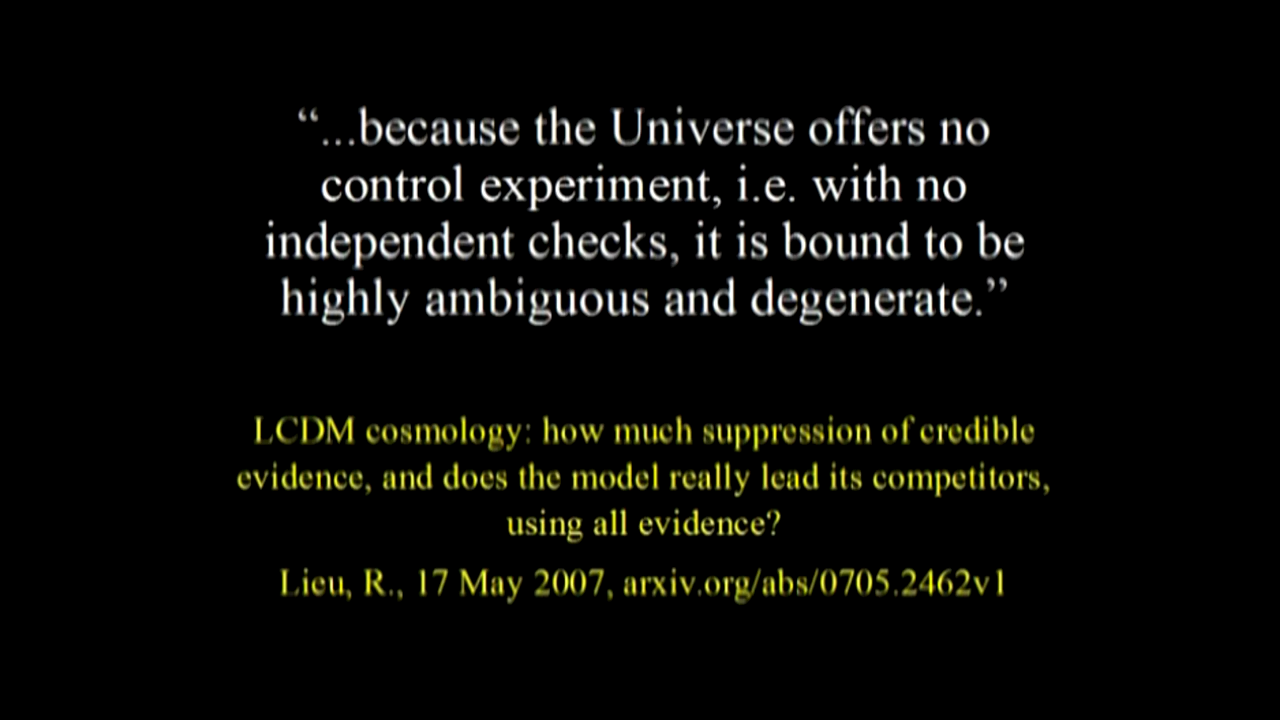 “...because the Universe offers no
control experiment, i.e. with no
independent checks, it is bound to be
highly ambiguous and degenerate.”
LCDM cosmology: how much suppression of credible
evidence, and does the model really lead its competitors,
using all evidence?
Lieu, R., 17 May 2007, arxiv.org/abs/0705.2462v1